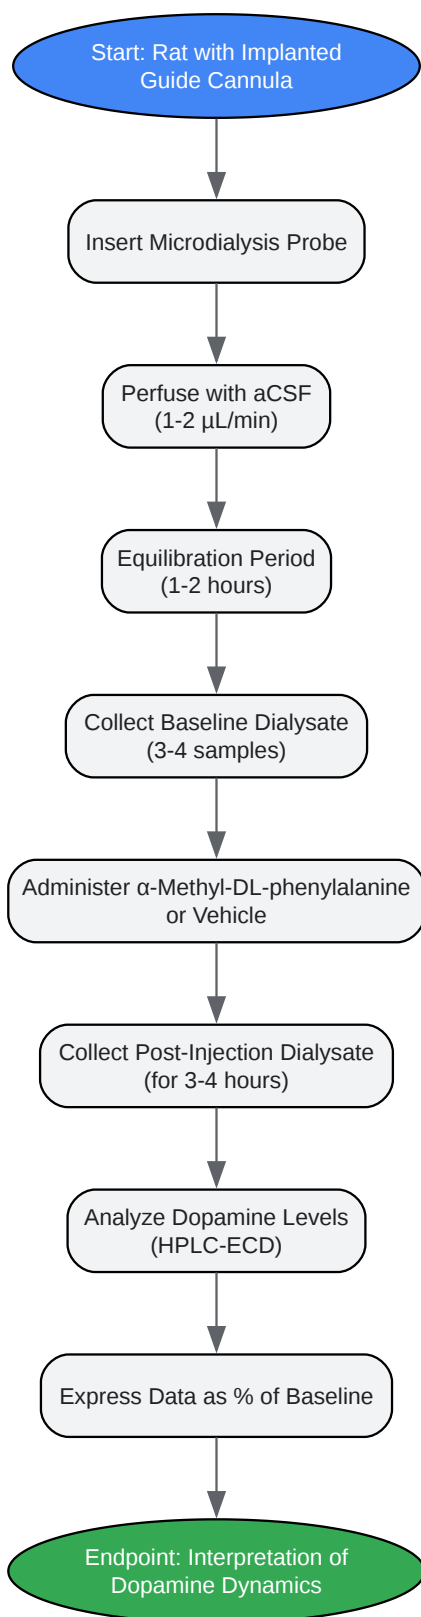 Start: Rat with Implanted
Guide Cannula
Insert Microdialysis Probe
Perfuse with aCSF
(1-2 µL/min)
Equilibration Period
(1-2 hours)
Collect Baseline Dialysate
(3-4 samples)
Administer α-Methyl-DL-phenylalanine
or Vehicle
Collect Post-Injection Dialysate
(for 3-4 hours)
Analyze Dopamine Levels
(HPLC-ECD)
Express Data as % of Baseline
Endpoint: Interpretation of
Dopamine Dynamics